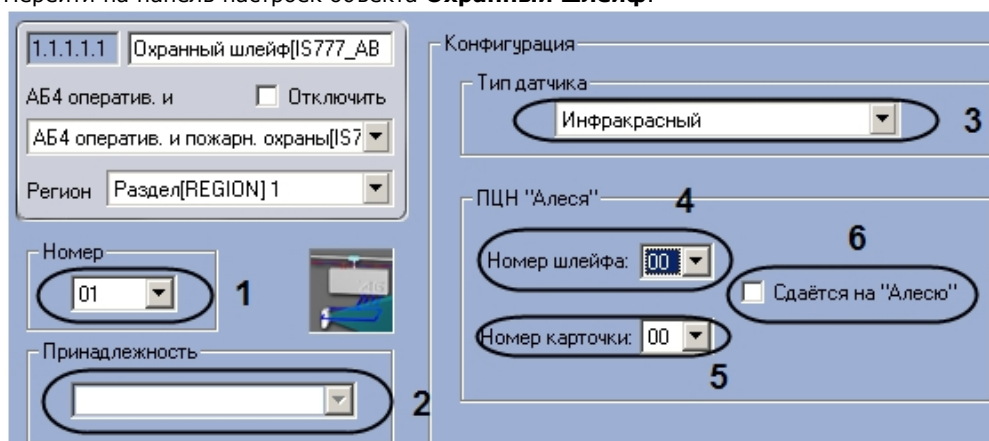 Перейти на панель настроек объекта Охранный шлейф.
1.1.1.1.1 Охранный шлейф[IS777_AB
АБ4 оператив. и Отключить
АБ4 оператив. и пожарн. охраны[IS7
Регион Раздел[REGION] 1
Номер
01 1
Принадлежность
2
Конфигурация
Тип датчика
Инфракрасный 3
ПЦН "Алеся" 4
Номер шлейфа: 00
6
Сдаётся на "Алесю"
Номер карточки: 00
5